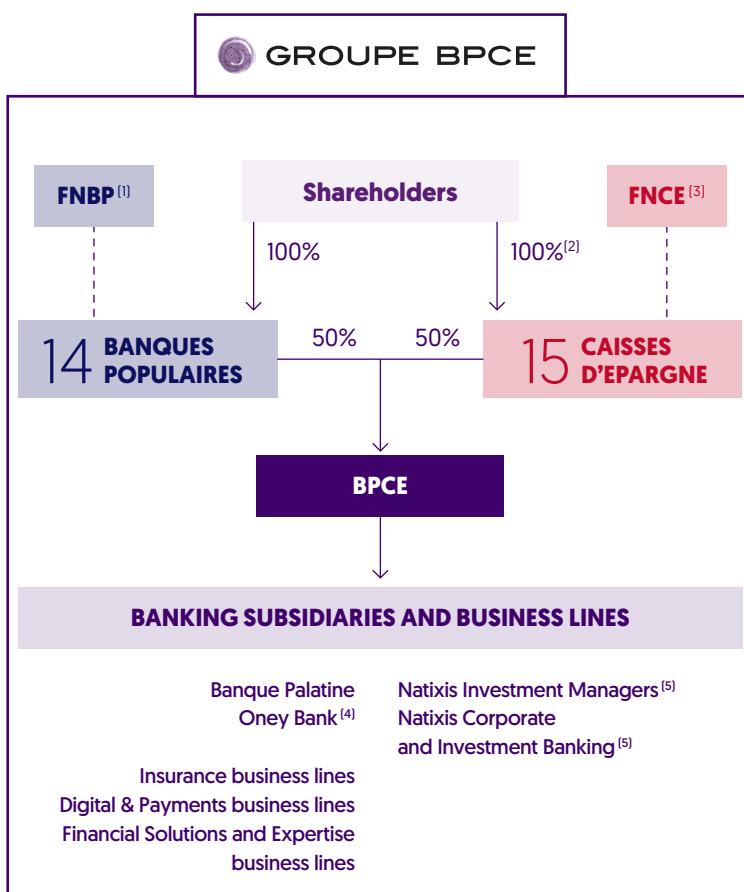 GROUPE BPCE
FNBP (1)
Shareholders
FNCE (3)
100%
100%(2)
14 BANQUES
POPULAIRES
50%
50%
15 CAISSES
D'EPARGNE
BPCE
BANKING SUBSIDIARIES AND BUSINESS LINES
Banque Palatine
Oney Bank (4)
Insurance business lines
Digital & Payments business lines
Financial Solutions and Expertise
business lines
Natixis Investment Managers (5)
Natixis Corporate
and Investment Banking (5)